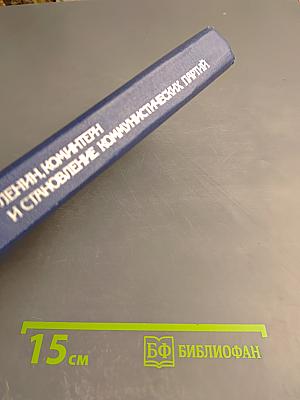 ЛЕНИН, КОМИНТЕРН
И СТАНОВЛЕНИЕ КОММУНИСТИЧЕСКИХ ПАРТИЙ
15 см
БФ БИБЛИОФАН